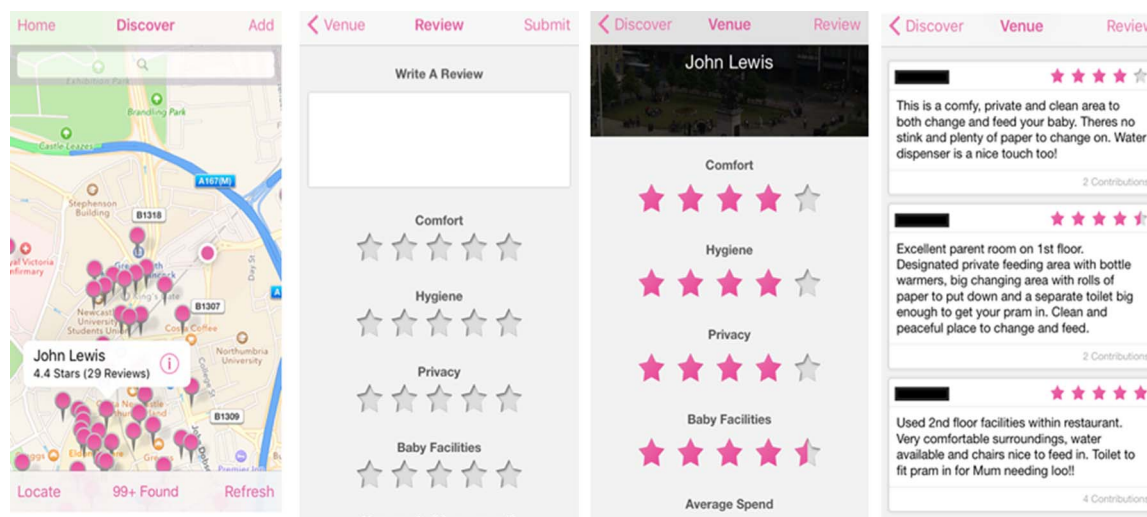 Home Discover Add
Exhibition Park
Brandling Park
Castle Leazes
A167(M)
Stephenson
Building
B1318
Day St
B1307
Newcastle
University
Students Union
Costa Coffee
Northumbria
University
College St
John Lewis
4.4 Stars (29 Reviews)
B1309
Locate 99+ Found Refresh
Venue Review Submit
Write A Review
Comfort
Hygiene
Privacy
Baby Facilities
Discover Venue Review
John Lewis
Comfort
Hygiene
Privacy
Baby Facilities
Average Spend
Discover Venue Review
This is a comfy, private and clean area to
both change and feed your baby. Theres no
stink and plenty of paper to change on. Water
dispenser is a nice touch too!
2 Contributions
Excellent parent room on 1st floor.
Designated private feeding area with bottle
warmers, big changing area with rolls of
paper to put down and a separate toilet big
enough to get your pram in. Clean and
peaceful place to change and feed.
2 Contributions
Used 2nd floor facilities within restaurant.
Very comfortable surroundings, water
available and chairs nice to feed in. Toilet to
fit pram in for Mum needing loo!!
4 Contributions